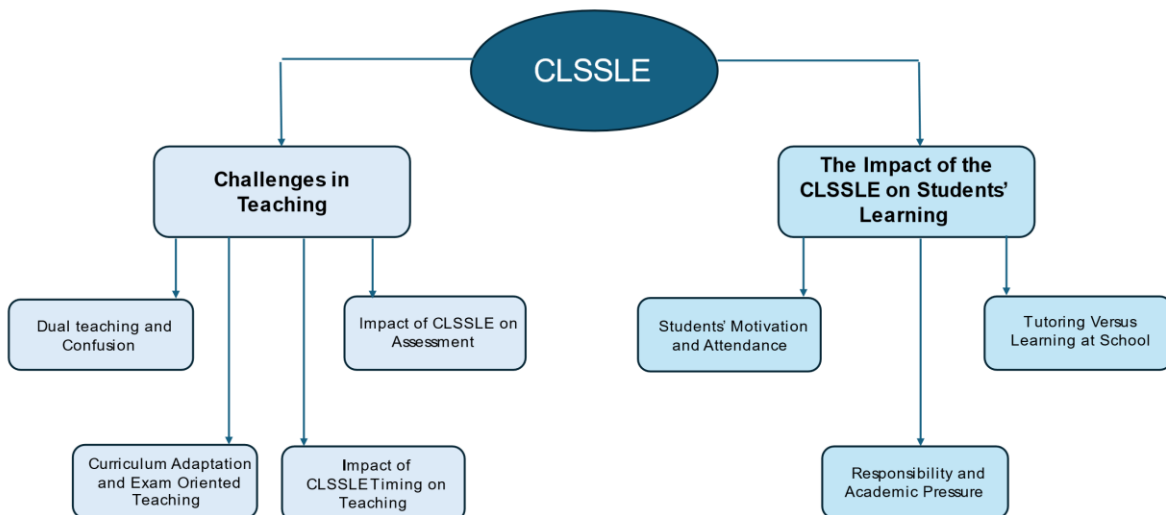 CLSSLE
Challenges in
Teaching
The Impact of the
CLSSLE on Students’
Learning
Dual teaching and
Confusion
Impact of CLSSLE on
Assessment
Students’ Motivation
and Attendance
Tutoring Versus
Learning at School
Curriculum Adaptation
and Exam Oriented
Teaching
Impact of
CLSSLE Timing on
Teaching
Responsibility and
Academic Pressure